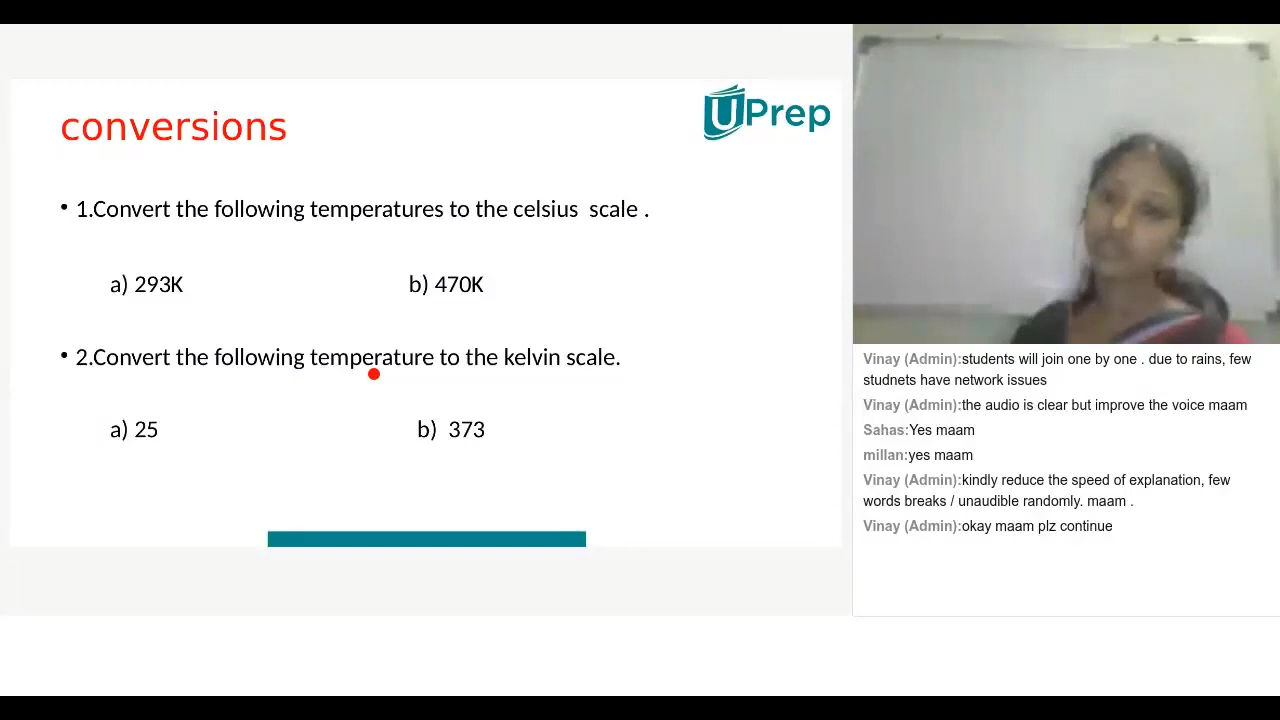 UPrep
conversions
• 1.Convert the following temperatures to the celsius  scale .
a) 293K b) 470K
• 2.Convert the following temperature to the kelvin scale.
a) 25 b)  373
Vinay (Admin):students will join one by one . due to rains, few
studnets have network issues
Vinay (Admin):the audio is clear but improve the voice maam
Sahas:Yes maam
millan:yes maam
Vinay (Admin):kindly reduce the speed of explanation, few
words breaks / unaudible randomly. maam .
Vinay (Admin):okay maam plz continue